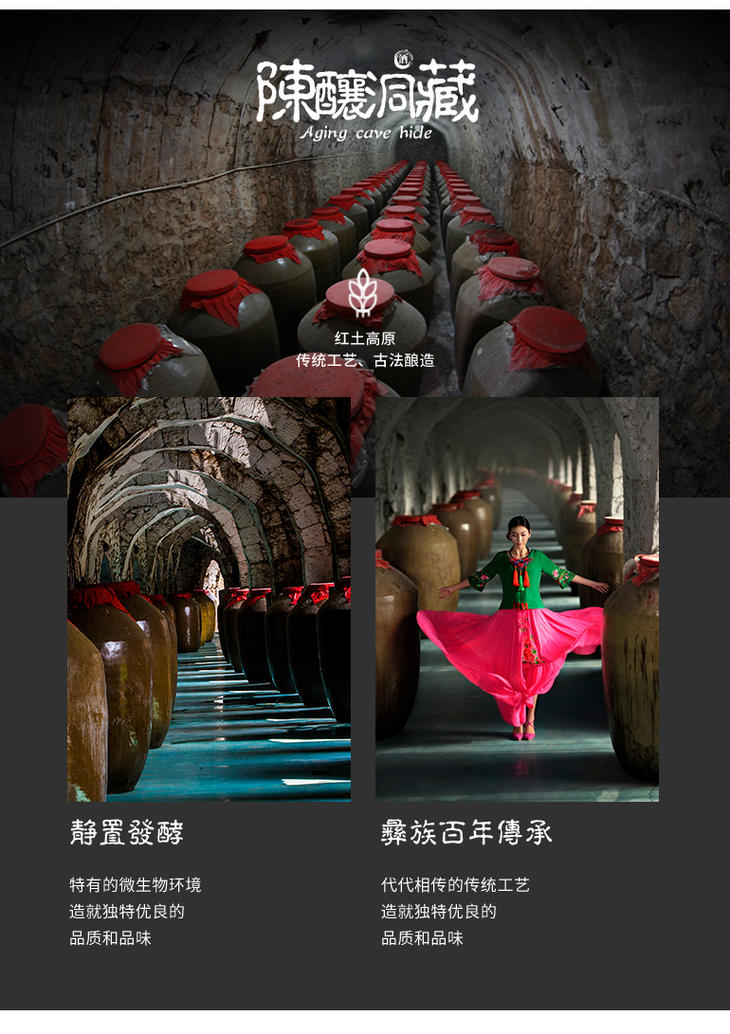 酒
陳釀洞藏
Aging cave hide
红土高原
传统工艺、古法酿造
静置發酵
特有的微生物环境
造就独特优良的
品质和品味
彝族百年傳承
代代相传的传统工艺
造就独特优良的
品质和品味